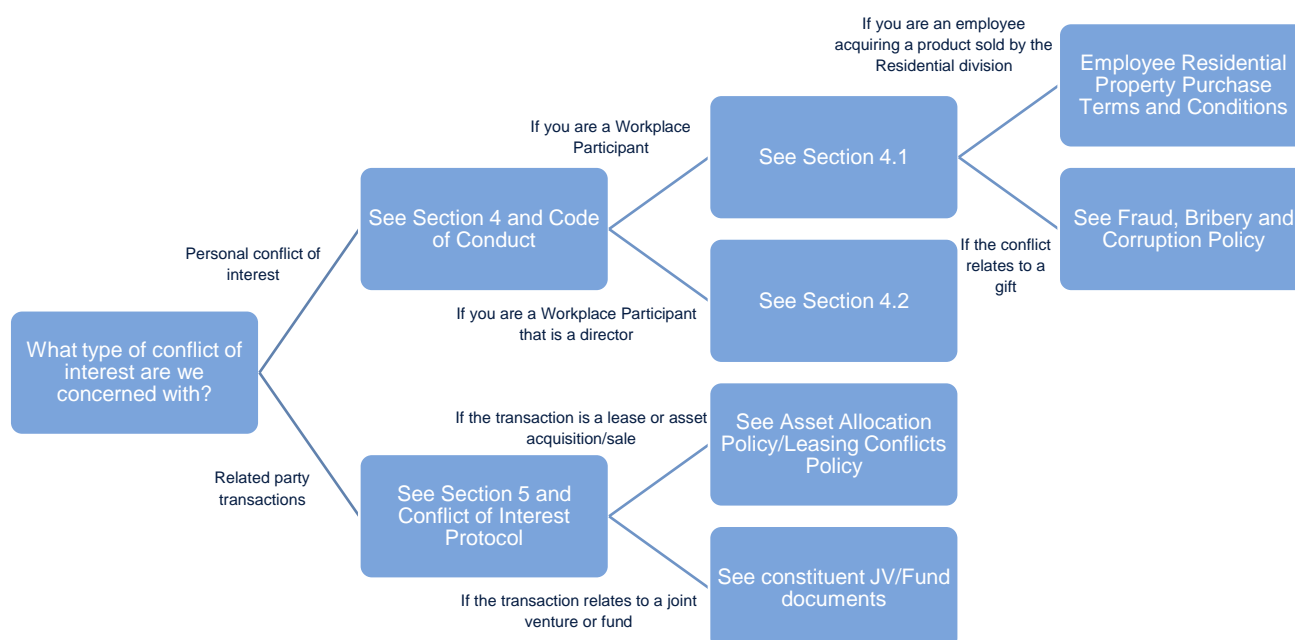 If you are an employee
acquiring a product sold by the
Residential division
Employee Residential
Property Purchase
Terms and Conditions
If you are a Workplace
Participant
See Section 4.1
See Section 4 and Code
of Conduct
See Fraud, Bribery and
Corruption Policy
Personal conflict of
interest
If the conflict
relates to a
gift
If you are a Workplace Participant
that is a director
See Section 4.2
What type of conflict of
interest are we
concerned with?
If the transaction is a lease or asset
acquisition/sale
See Asset Allocation
Policy/Leasing Conflicts
Policy
Related party
transactions
See Section 5 and
Conflict of Interest
Protocol
If the transaction relates to a joint
venture or fund
See constituent JV/Fund
documents